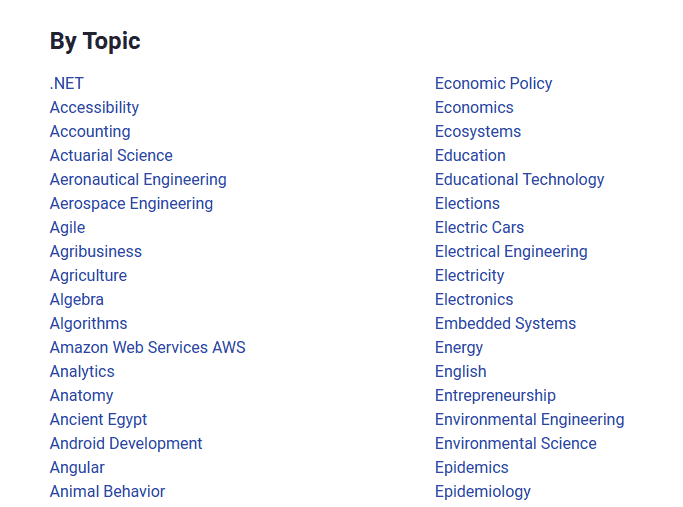 By Topic
.NET
Accessibility
Accounting
Actuarial Science
Aeronautical Engineering
Aerospace Engineering
Agile
Agribusiness
Agriculture
Algebra
Algorithms
Amazon Web Services AWS
Analytics
Anatomy
Ancient Egypt
Android Development
Angular
Animal Behavior
Economic Policy
Economics
Ecosystems
Education
Educational Technology
Elections
Electric Cars
Electrical Engineering
Electricity
Electronics
Embedded Systems
Energy
English
Entrepreneurship
Environmental Engineering
Environmental Science
Epidemics
Epidemiology